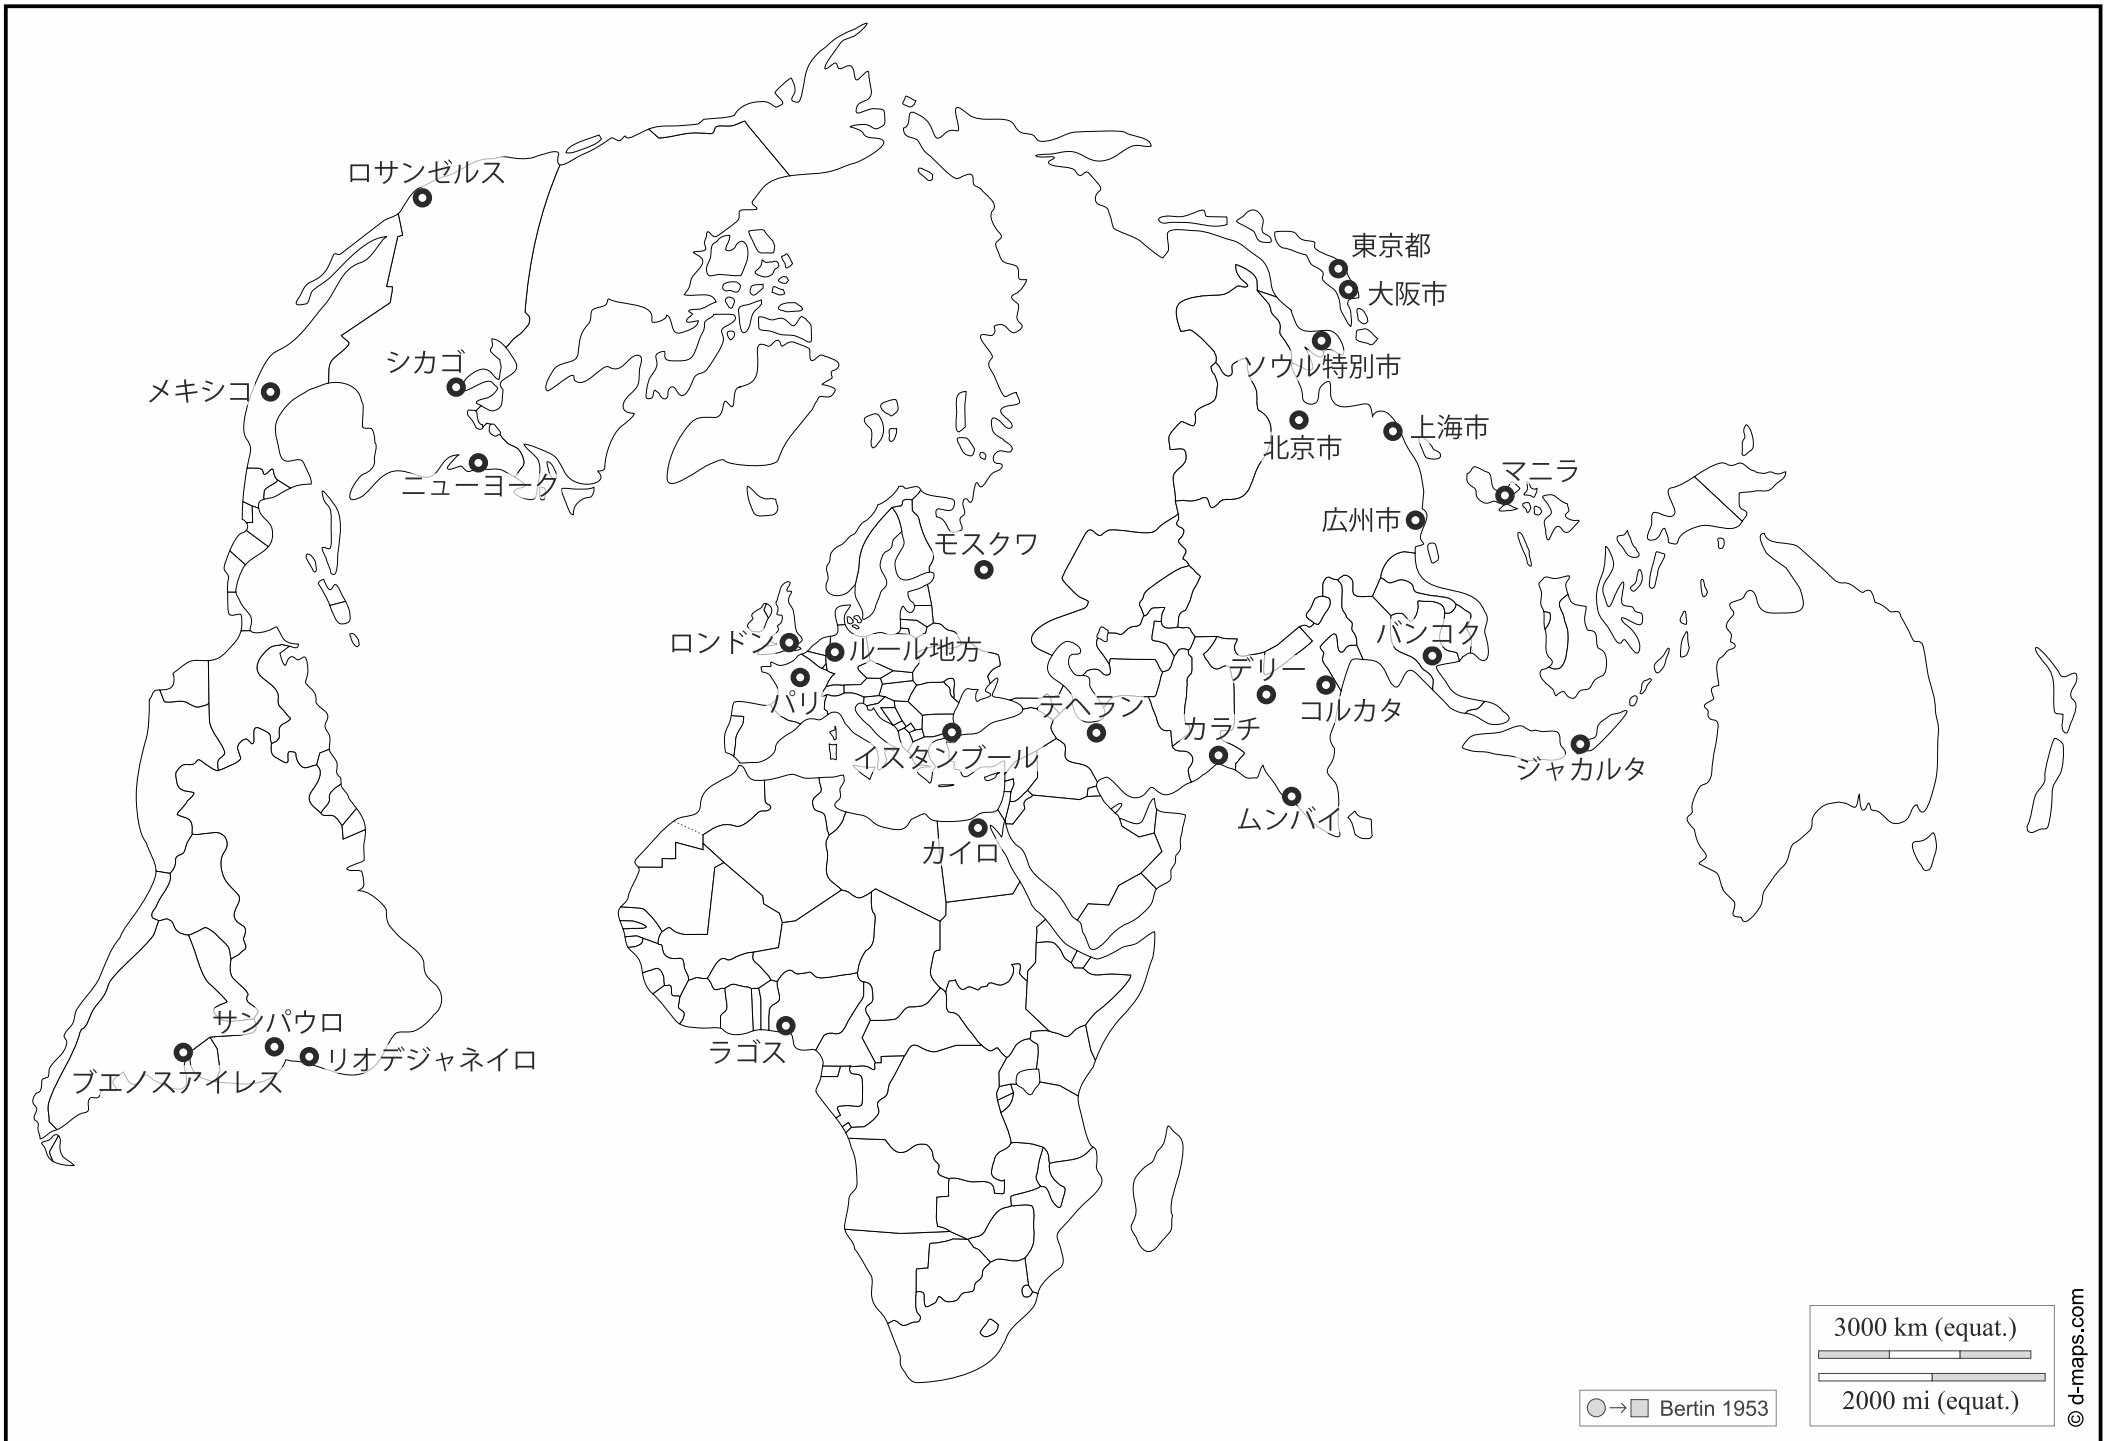 ロサンゼルス
東京都
大阪市
シカゴ
ソウル特別市
メキシコ
上海市
北京市
マニラ
ニューヨーク
広州市
モスクワ
バンコク
ロンドン
ルール地方
デリー
パリ
テヘラン
コルカタ
カラチ
イスタンブール
ジャカルタ
ムンバイ
カイロ
サンパウロ
ラゴス
リオデジャネイロ
ブエノスアイレス
3000 km (equat.)
2000 mi (equat.)
Bertin 1953
© d-maps.com